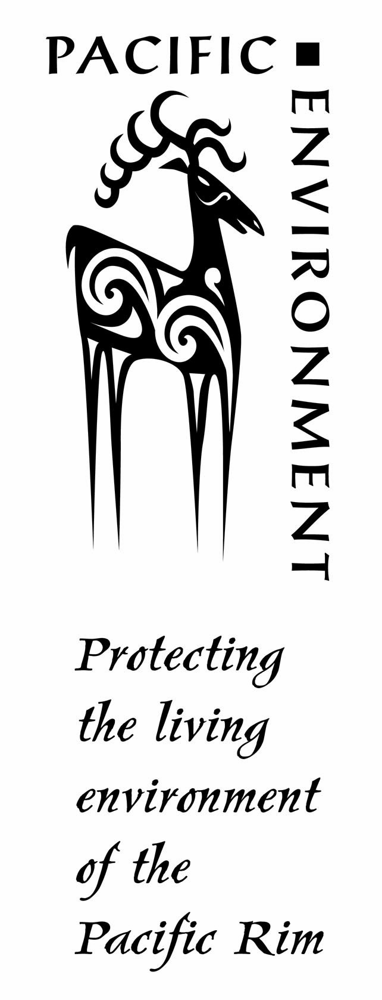 PACIFIC ■
ENVIRONMENT
Protecting
the living
environment
of the
Pacific Rim